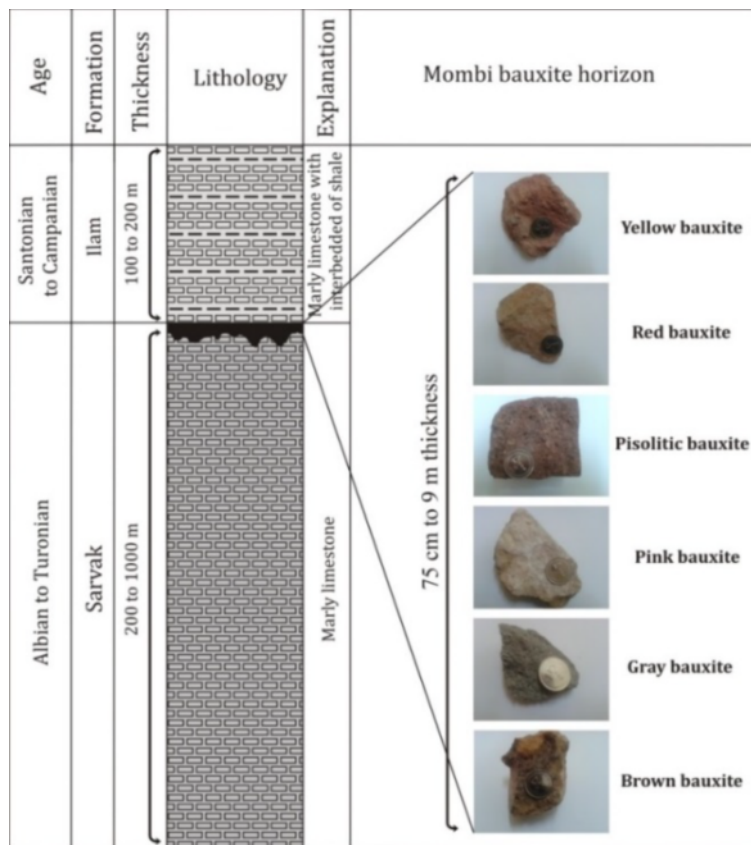 Age
Formation
Thickness
Lithology
Explanation
Mombi bauxite horizon
Santonian
to Campanian
Ilam
100 to 200 m
Marly limestone with
interbedded of shale
Albian to Turonian
Sarvak
200 to 1000 m
Marly limestone
75 cm to 9 m thickness
Yellow bauxite
Red bauxite
Pisolitic bauxite
Pink bauxite
Gray bauxite
Brown bauxite